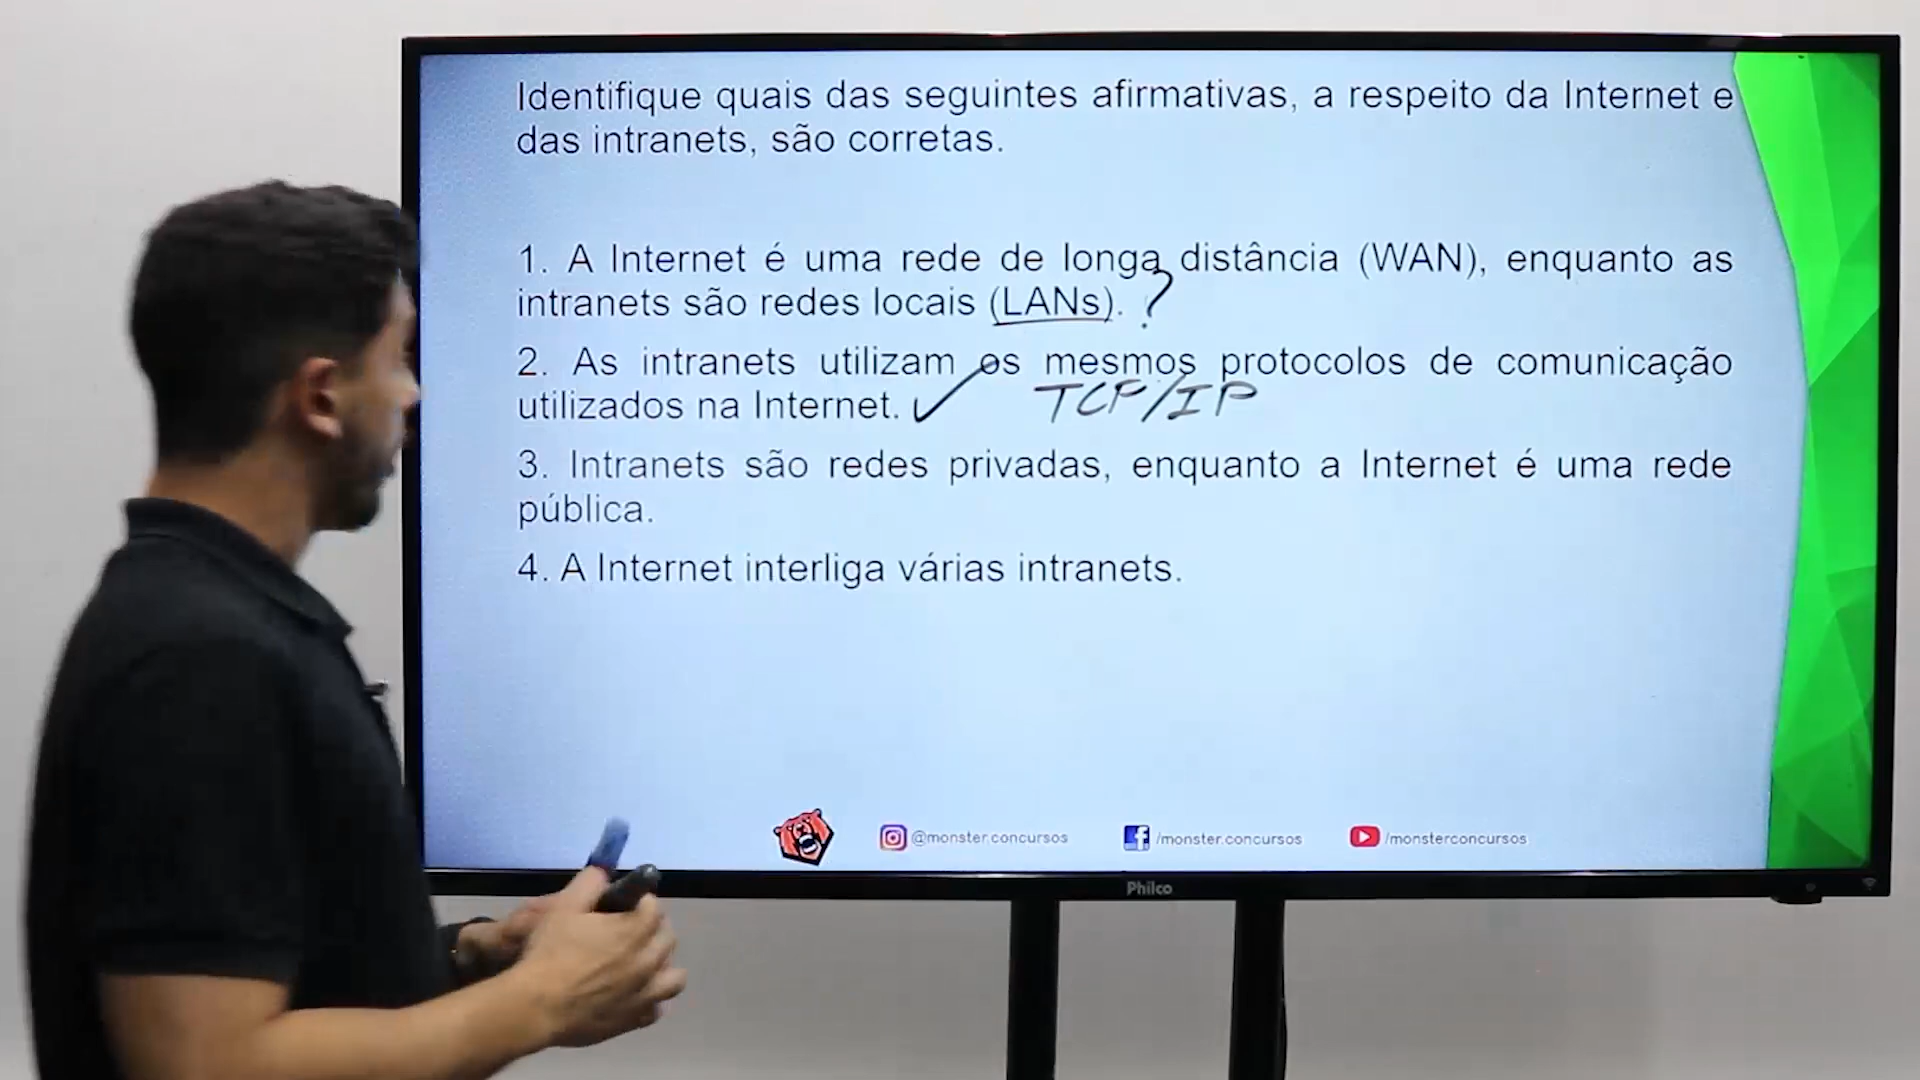 Identifique quais das seguintes afirmativas, a respeito da Internet e
das intranets, são corretas.
1. A Internet é uma rede de longa distância (WAN), enquanto as
intranets são redes locais (LANs). ?
2. As intranets utilizam os mesmos protocolos de comunicação
utilizados na Internet. ✓ TCP/IP
3. Intranets são redes privadas, enquanto a Internet é uma rede
pública.
4. A Internet interliga várias intranets.
@monster.concursos /monster.concursos /monsterconcursos
Philco